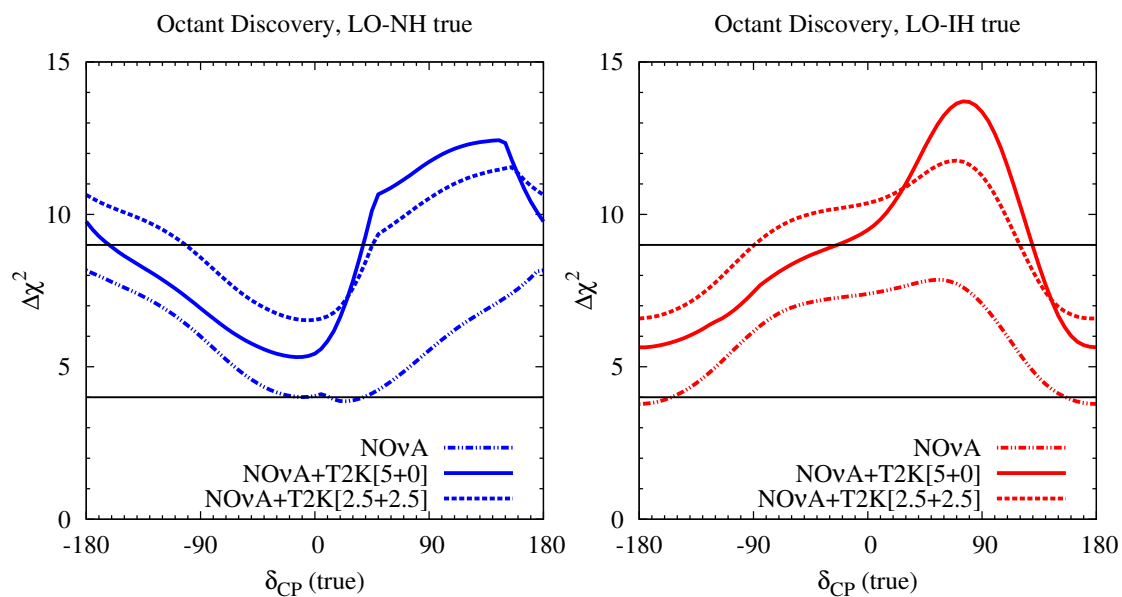 Octant Discovery, LO-NH true
15
10
5
0
Δχ²
-180
-90
0
90
180
δCP (true)
NOνA
NOνA+T2K[5+0]
NOνA+T2K[2.5+2.5]
Octant Discovery, LO-IH true
15
10
5
0
Δχ²
-180
-90
0
90
180
δCP (true)
NOνA
NOνA+T2K[5+0]
NOνA+T2K[2.5+2.5]